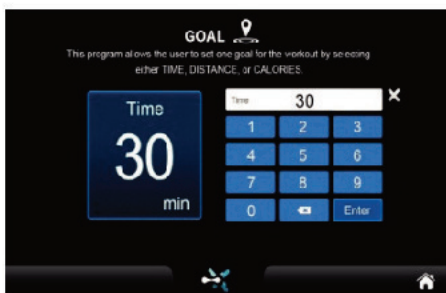 GOAL
This program allows the user to set one goal for the workout by selecting
either TIME, DISTANCE, or CALORIES.
Time
30
min
Time 30
1 2 3
4 5 6
7 8 9
0 Enter